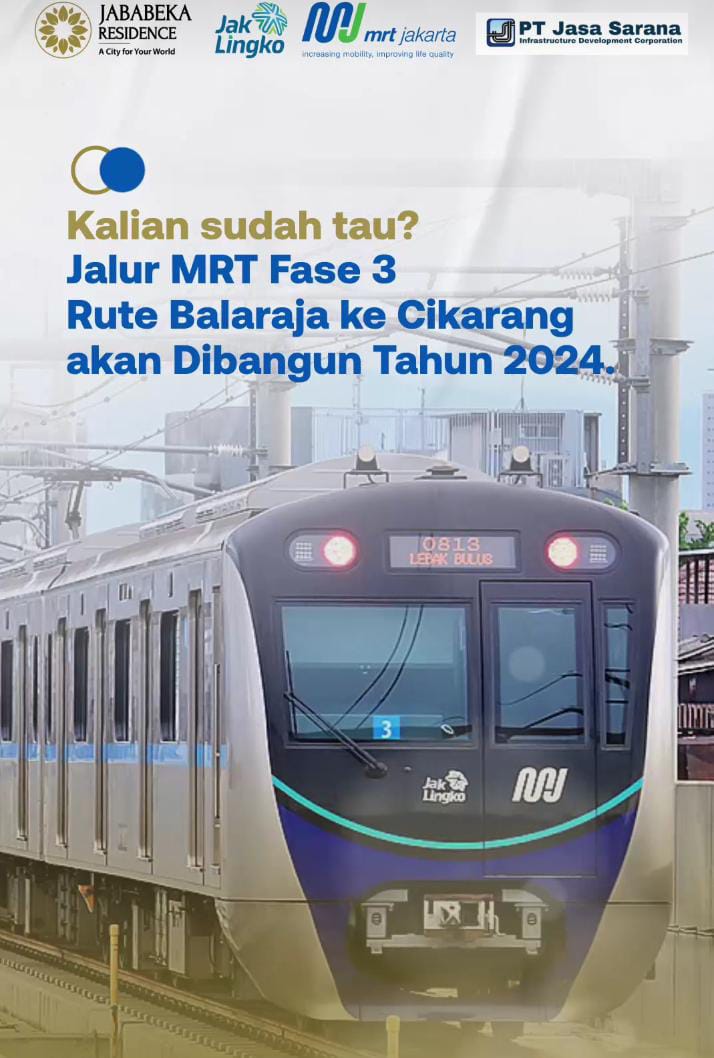 JABABEKA
RESIDENCE
A City for Your World
Jak
Lingko
mrt jakarta
increasing mobility, improving life quality
PT Jasa Sarana
Infrastructure Development Corporation
Kalian sudah tau?
Jalur MRT Fase 3
Rute Balaraja ke Cikarang
akan Dibangun Tahun 2024.
0813
LEBAK BULUS
3
Jak
Lingko